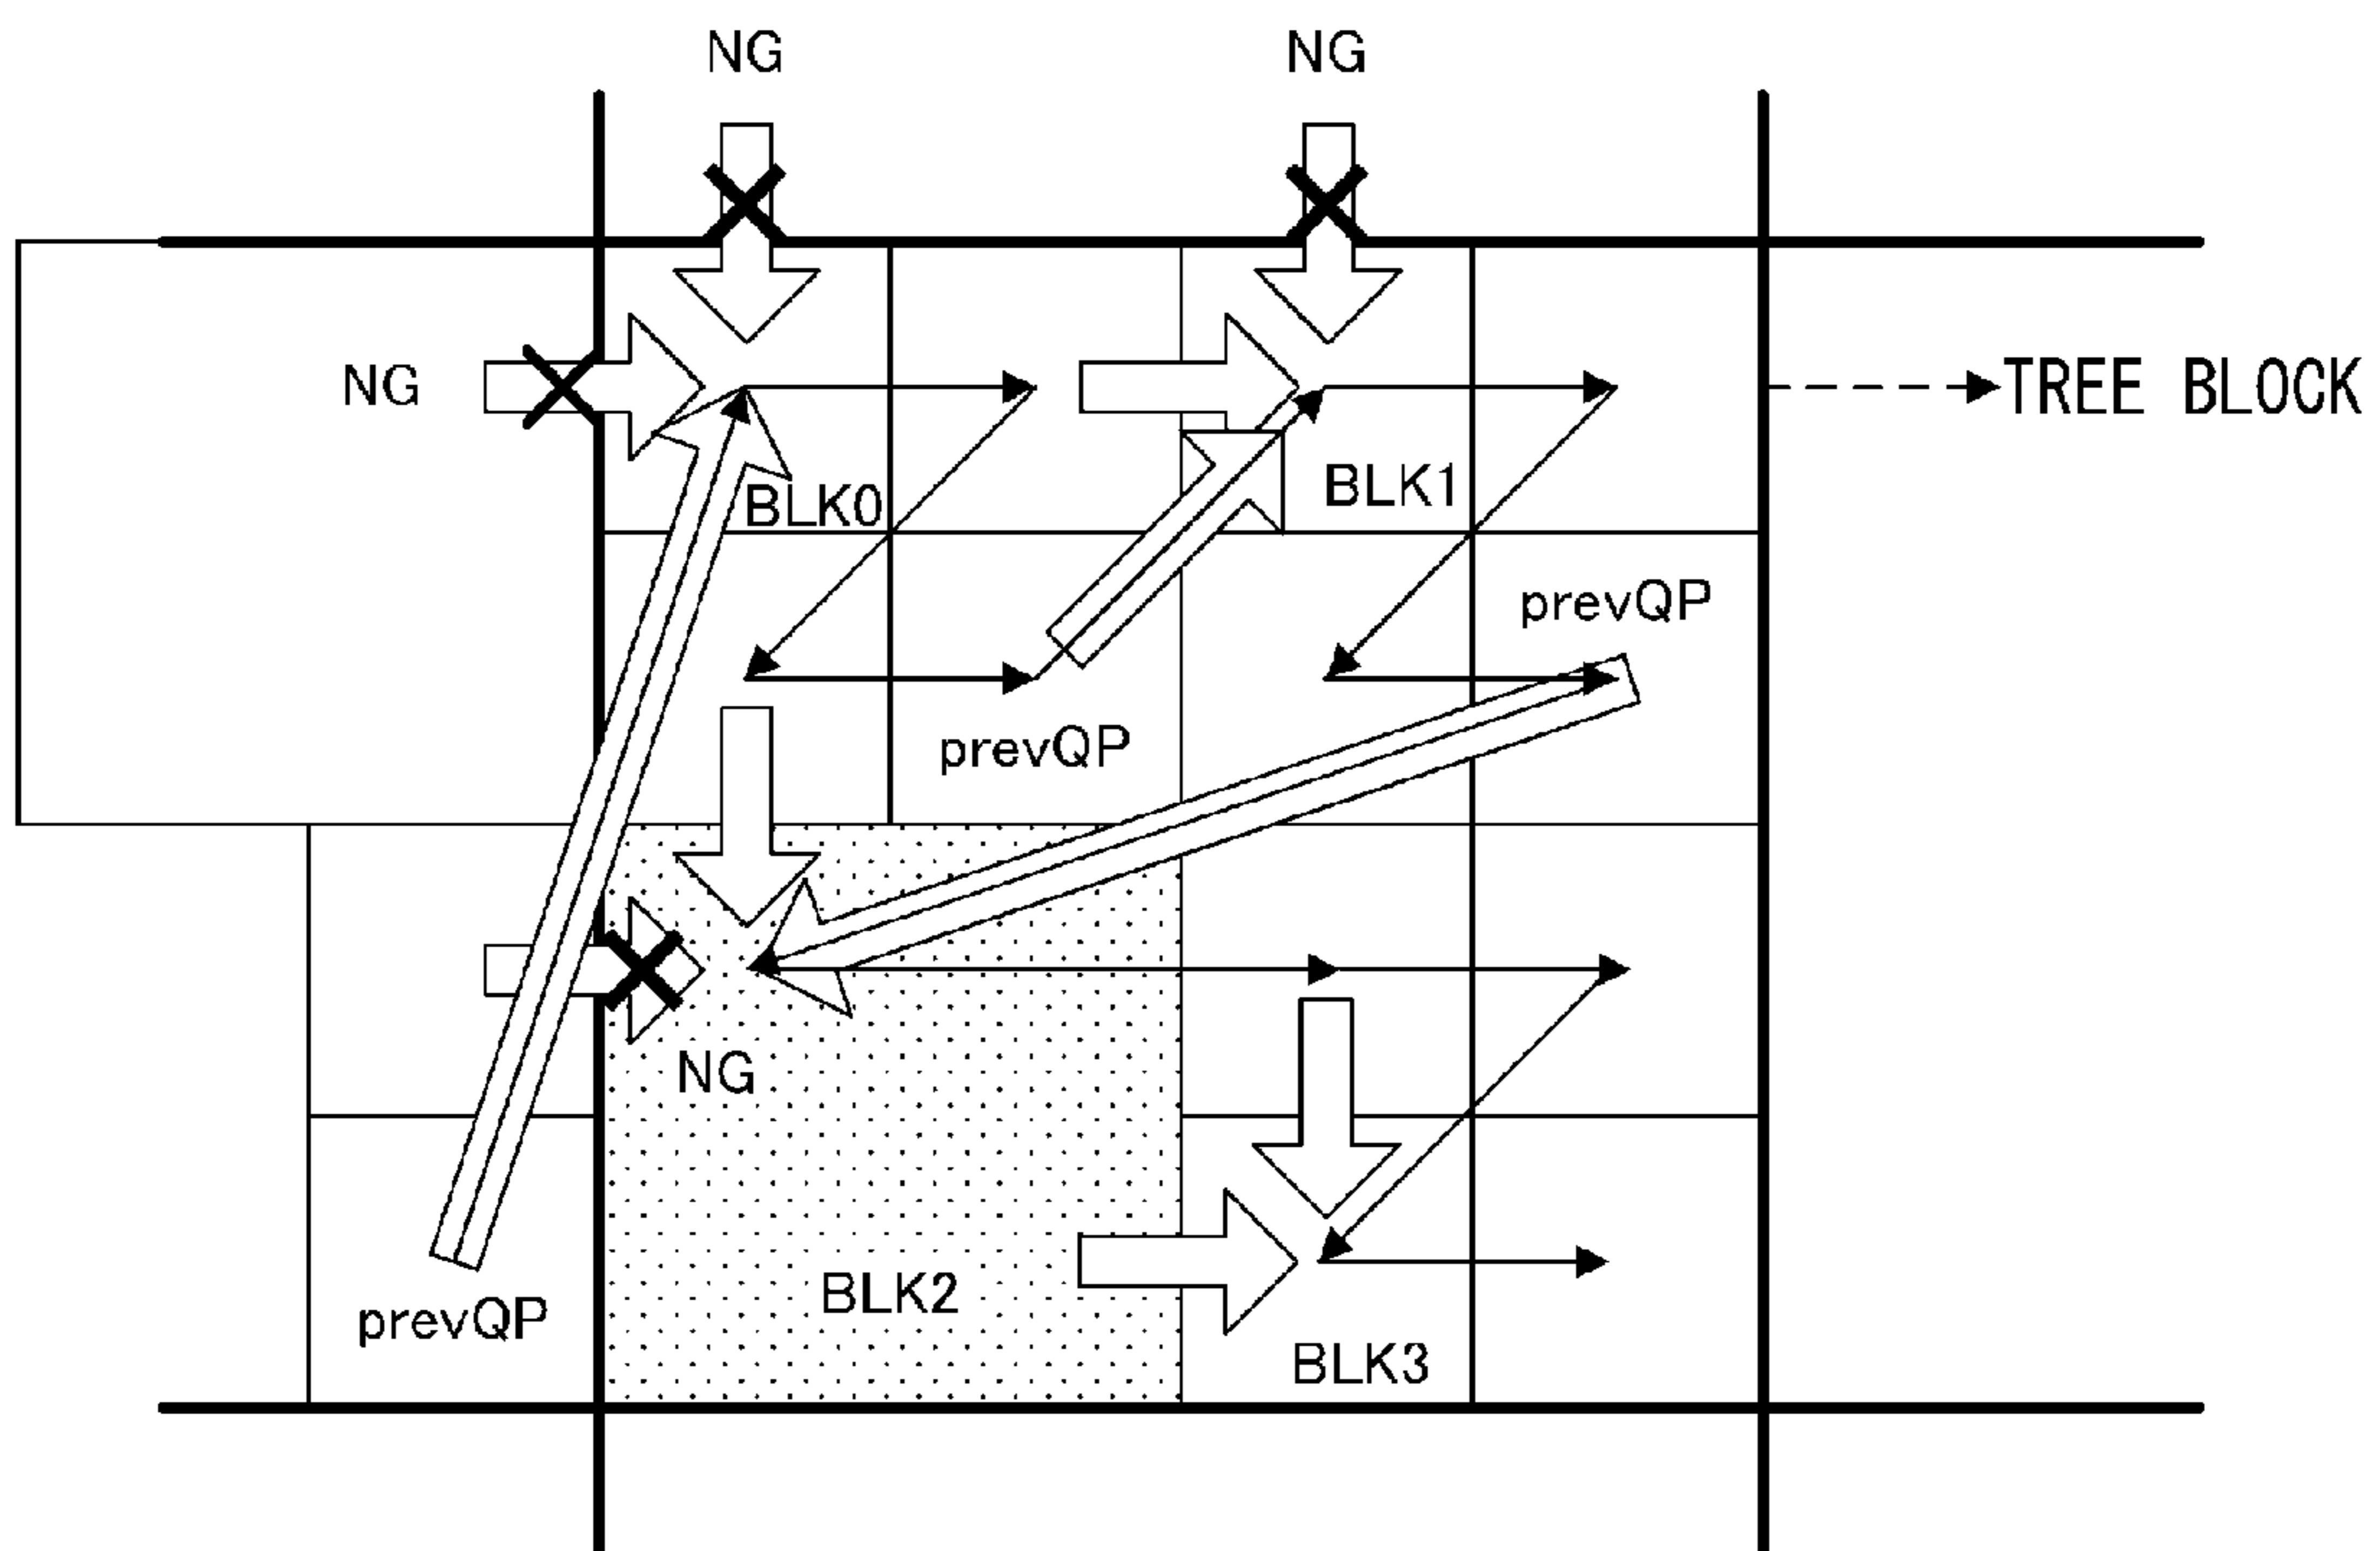 NG
NG
NG
TREE BLOCK
BLK0
BLK1
prevQP
prevQP
NG
BLK2
prevQP
BLK3